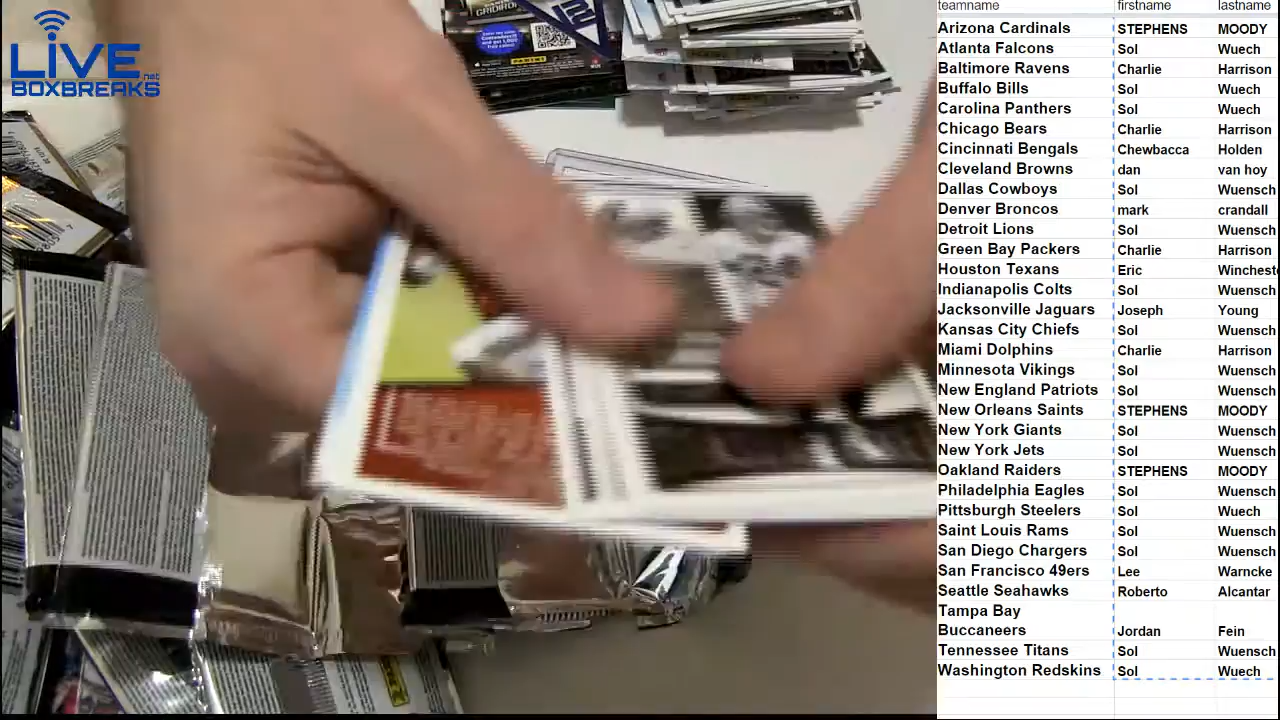 LIVE.net
BOXBREAKS
GRIDIRON
PANINI
teamname firstname lastname
Arizona Cardinals STEPHENS MOODY
Atlanta Falcons Sol Wuech
Baltimore Ravens Charlie Harrison
Buffalo Bills Sol Wuech
Carolina Panthers Sol Wuech
Chicago Bears Charlie Harrison
Cincinnati Bengals Chewbacca Holden
Cleveland Browns dan van hoy
Dallas Cowboys Sol Wuensch
Denver Broncos mark crandall
Detroit Lions Sol Wuensch
Green Bay Packers Charlie Harrison
Houston Texans Eric Winchest
Indianapolis Colts Sol Wuensch
Jacksonville Jaguars Joseph Young
Kansas City Chiefs Sol Wuensch
Miami Dolphins Charlie Harrison
Minnesota Vikings Sol Wuensch
New England Patriots Sol Wuensch
New Orleans Saints STEPHENS MOODY
New York Giants Sol Wuensch
New York Jets Sol Wuensch
Oakland Raiders STEPHENS MOODY
Philadelphia Eagles Sol Wuensch
Pittsburgh Steelers Sol Wuech
Saint Louis Rams Sol Wuensch
San Diego Chargers Sol Wuensch
San Francisco 49ers Lee Warncke
Seattle Seahawks Roberto Alcantar
Tampa Bay
Buccaneers Jordan Fein
Tennessee Titans Sol Wuensch
Washington Redskins Sol Wuech